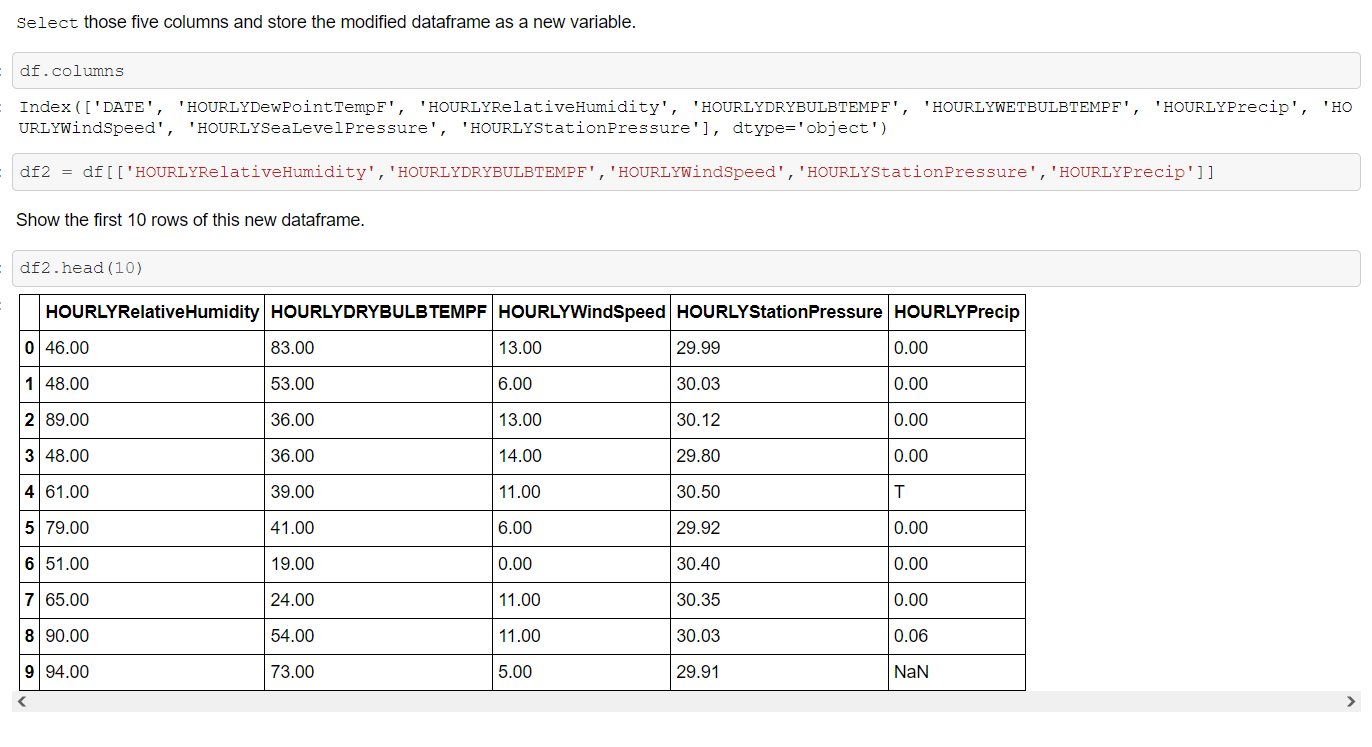 Select those five columns and store the modified dataframe as a new variable.
: df.columns
: Index(['DATE', 'HOURLYDewPointTempF', 'HOURLYRelativeHumidity', 'HOURLYDRYBULBTEMPF', 'HOURLYWETBULBTEMPF', 'HOURLYPrecip', 'HO
URLYWindSpeed', 'HOURLYSeaLevelPressure', 'HOURLYStationPressure'], dtype='object')
: df2 = df[['HOURLYRelativeHumidity','HOURLYDRYBULBTEMPF','HOURLYWindSpeed','HOURLYStationPressure','HOURLYPrecip']]
Show the first 10 rows of this new dataframe.
: df2.head(10)
: HOURLYRelativeHumidity HOURLYDRYBULBTEMPF HOURLYWindSpeed HOURLYStationPressure HOURLYPrecip
0 46.00 83.00 13.00 29.99 0.00
1 48.00 53.00 6.00 30.03 0.00
2 89.00 36.00 13.00 30.12 0.00
3 48.00 36.00 14.00 29.80 0.00
4 61.00 39.00 11.00 30.50 T
5 79.00 41.00 6.00 29.92 0.00
6 51.00 19.00 0.00 30.40 0.00
7 65.00 24.00 11.00 30.35 0.00
8 90.00 54.00 11.00 30.03 0.06
9 94.00 73.00 5.00 29.91 NaN